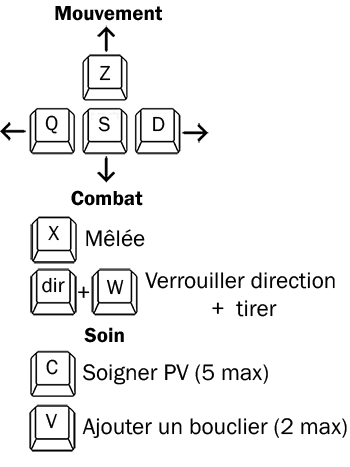 Mouvement
Z
Q S D
Combat
X Mêlée
dir + W Verrouiller direction
+ tirer
Soin
C Soigner PV (5 max)
V Ajouter un bouclier (2 max)